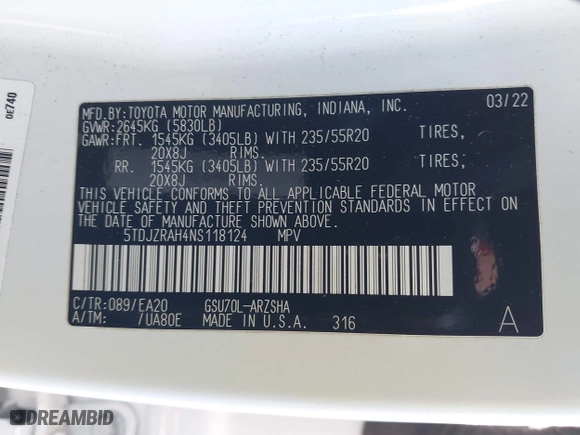 MFD.BY:TOYOTA MOTOR MANUFACTURING, INDIANA, INC. 03/22
GVWR:2645KG (5830LB)
GAWR:FRT. 1545KG (3405LB) WITH 235/55R20 TIRES,
20X8J RIMS.
RR. 1545KG (3405LB) WITH 235/55R20 TIRES,
20X8J RIMS.
THIS VEHICLE CONFORMS TO ALL APPLICABLE FEDERAL MOTOR
VEHICLE SAFETY AND THEFT PREVENTION STANDARDS IN EFFECT ON
THE DATE OF MANUFACTURE SHOWN ABOVE.
5TDJZRAH4NS118124 MPV
C/TR:089/EA20 GSU70L-ARZSHA
A/TM: /UA80E MADE IN U.S.A. 316 A
0E740
DREAMBID